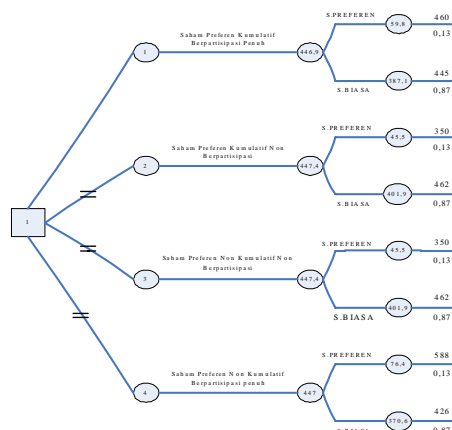 S.PREFEREN
59,8
460
0,13
Saham Preferen Kumulatif
Berpartisipasi Penuh
1
446,9
387,1
445
S.BIASA
0,87
S.PREFEREN
45,5
350
0,13
Saham Preferen Kumulatif Non
Berpartisipasi
2
447,4
401,9
462
S.BIASA
0,87
1
S.PREFEREN
45,5
350
0,13
Saham Preferen Non Kumulatif Non
Berpartisipasi
3
447,4
401,9
462
S.BIASA
0,87
S.PREFEREN
76,4
588
0,13
Saham Preferen Non Kumulatif
Berpartisipasi penuh
4
447
370,6
426